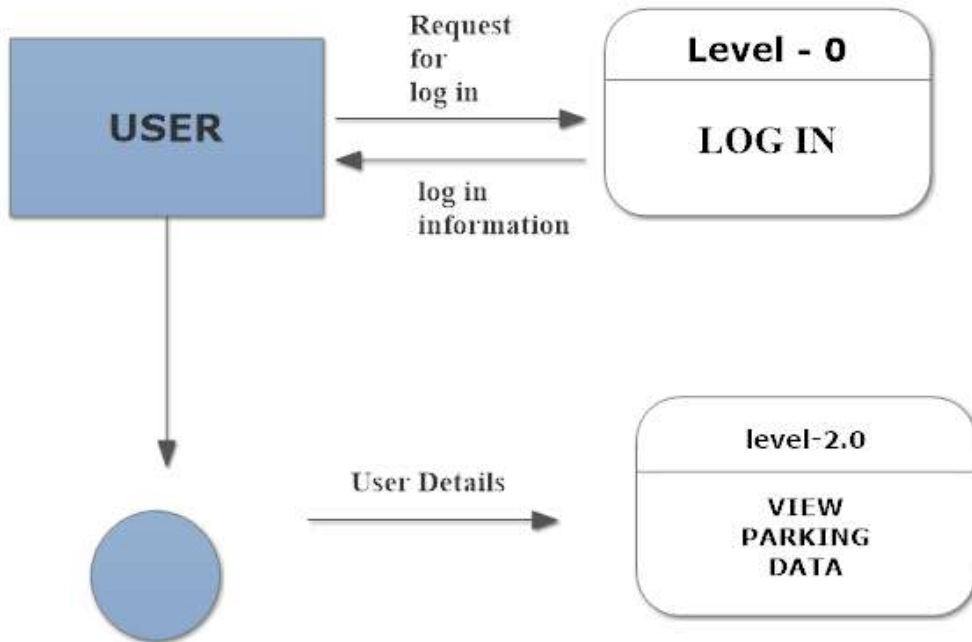 USER
Request
for
log in
log in
information
Level - 0
LOG IN
User Details
level-2.0
VIEW
PARKING
DATA